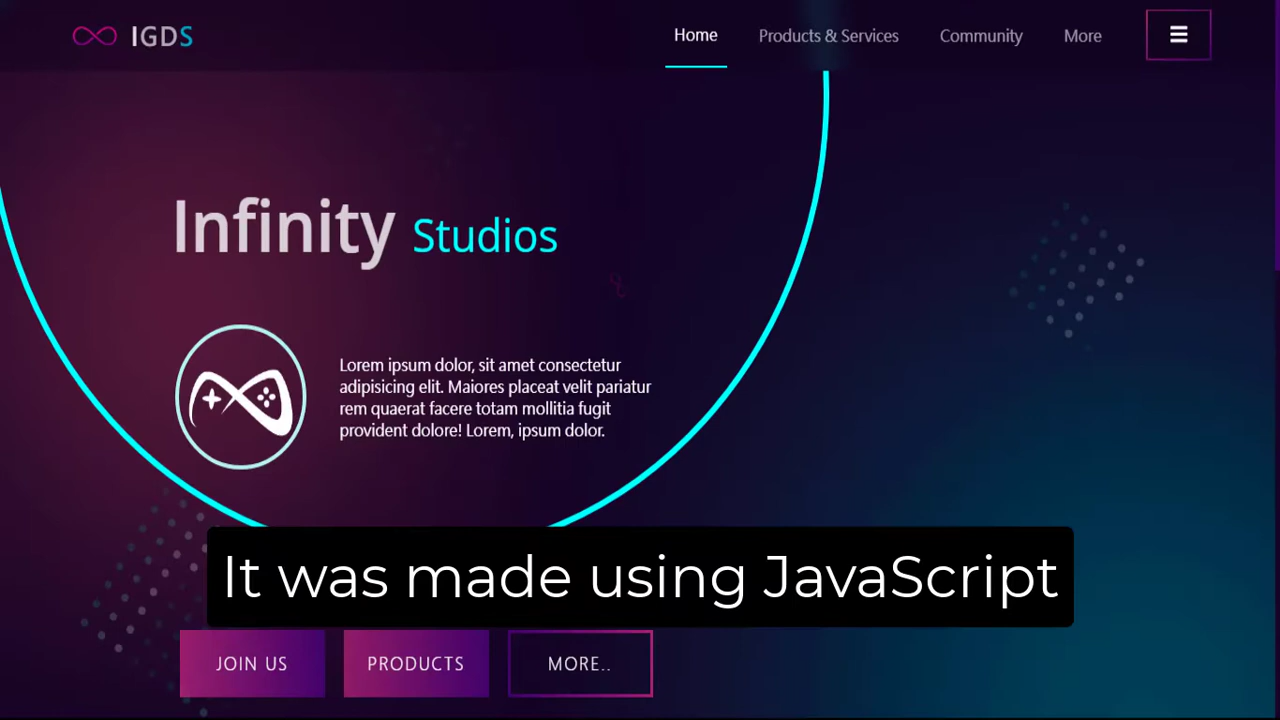 IGDS
Home
Products & Services
Community
More
Infinity Studios
Lorem ipsum dolor, sit amet consectetur
adipisicing elit. Maiores placeat velit pariatur
rem quaerat facere totam mollitia fugit
provident dolore! Lorem, ipsum dolor.
It was made using JavaScript
JOIN US
PRODUCTS
MORE..